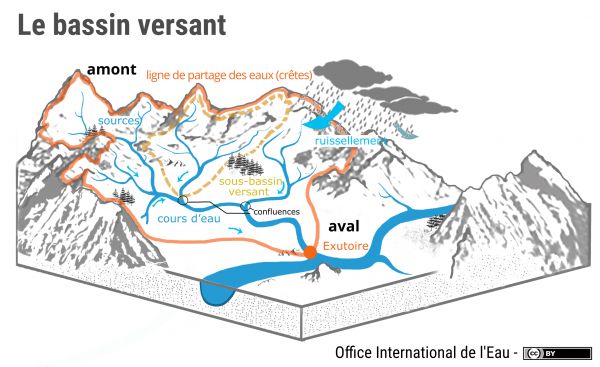 Le bassin versant
amont
ligne de partage des eaux (crêtes)
sources
ruissellement
sous-bassin
versant
confluences
cours d'eau
aval
Exutoire
Office International de l'Eau -
cc BY